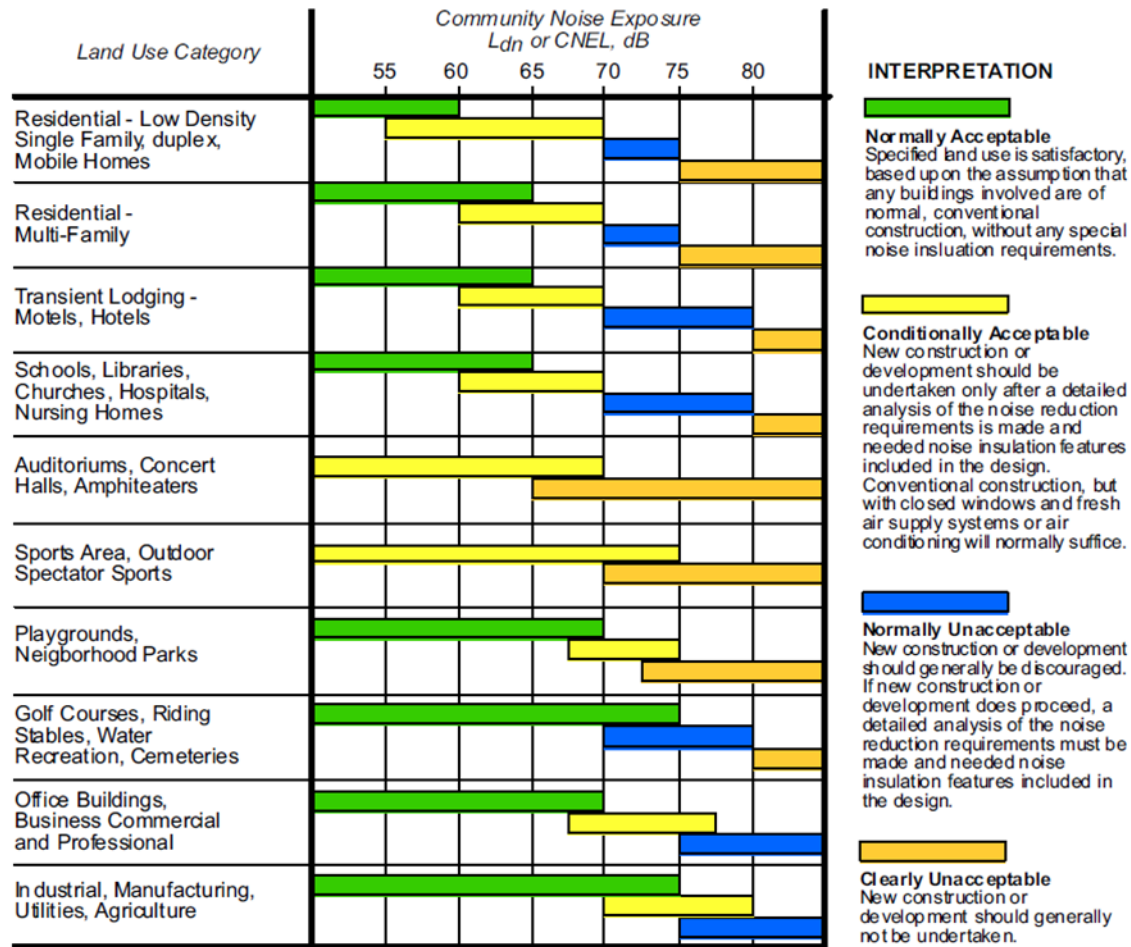 Community Noise Exposure
Land Use Category
Ldn or CNEL, dB
55 60 65 70 75 80
Residential - Low Density
Single Family, duplex,
Mobile Homes
Residential -
Multi-Family
Transient Lodging -
Motels, Hotels
Schools, Libraries,
Churches, Hospitals,
Nursing Homes
Auditoriums, Concert
Halls, Amphiteaters
Sports Area, Outdoor
Spectator Sports
Playgrounds,
Neigborhood Parks
Golf Courses, Riding
Stables, Water
Recreation, Cemeteries
Office Buildings,
Business Commercial
and Professional
Industrial, Manufacturing,
Utilities, Agriculture
INTERPRETATION
Normally Acceptable
Specified land use is satisfactory,
based upon the assumption that
any buildings involved are of
normal, conventional
construction, without any special
noise insluation requirements.
Conditionally Acceptable
New construction or
development should be
undertaken only after a detailed
analysis of the noise reduction
requirements is made and
needed noise insulation features
included in the design.
Conventional construction, but
with closed windows and fresh
air supply systems or air
conditioning will normally suffice.
Normally Unacceptable
New construction or development
should generally be discouraged.
If new construction or
development does proceed, a
detailed analysis of the noise
reduction requirements must be
made and needed noise
insulation features included in
the design.
Clearly Unacceptable
New construction or
development should generally
not be undertaken.